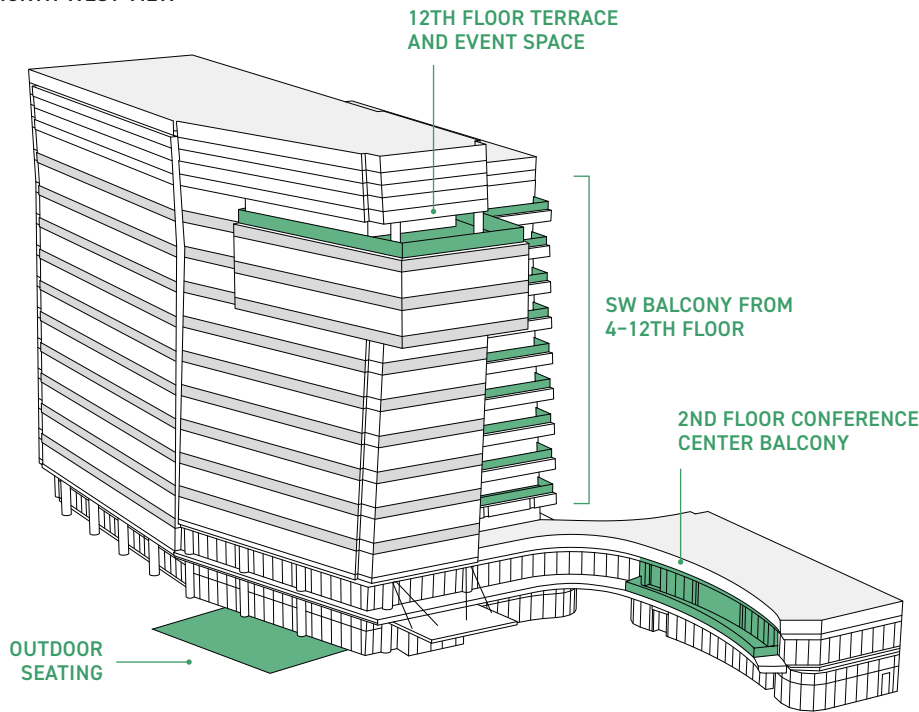 12TH FLOOR TERRACE
AND EVENT SPACE
SW BALCONY FROM
4–12TH FLOOR
2ND FLOOR CONFERENCE
CENTER BALCONY
OUTDOOR
SEATING